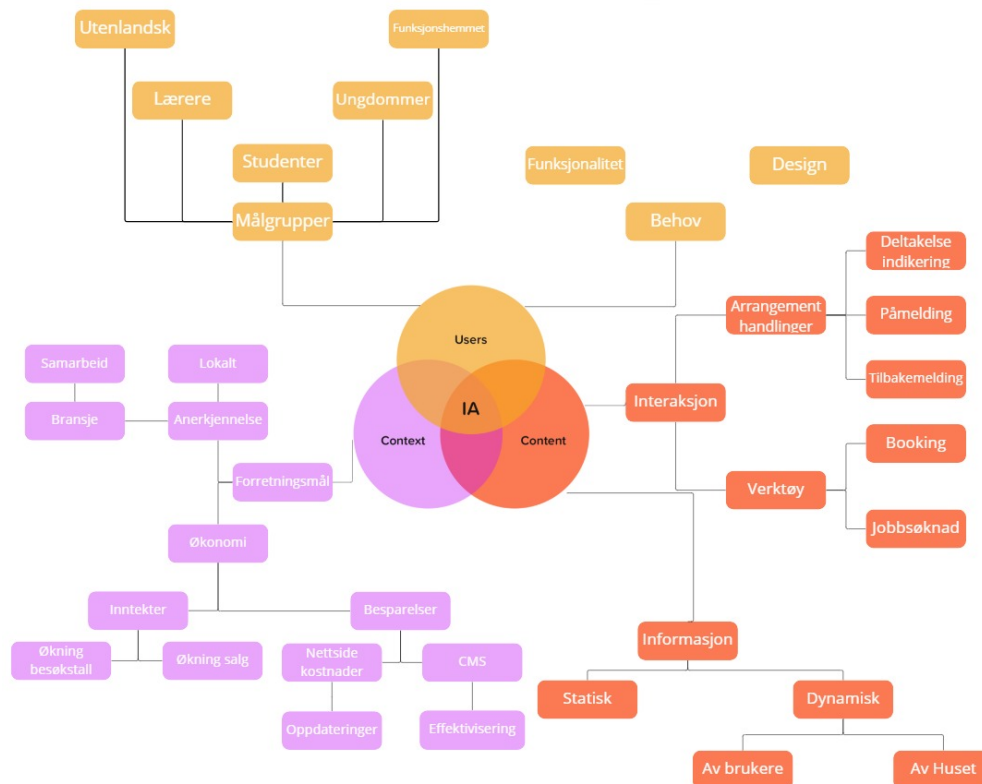 Utenlandsk
Funksjonshemmet
Lærere
Ungdommer
Studenter
Funksjonalitet
Design
Målgrupper
Behov
Deltakelse
indikering
Arrangement
handlinger
Påmelding
Tilbakemelding
Users
Samarbeid
Lokalt
Bransje
Anerkjennelse
Interaksjon
IA
Context
Content
Booking
Forretningsmål
Verktøy
Jobbsøknad
Økonomi
Inntekter
Besparelser
Økning
besøkstall
Økning salg
Nettside
kostnader
CMS
Informasjon
Statisk
Dynamisk
Oppdateringer
Effektivisering
Av brukere
Av Huset